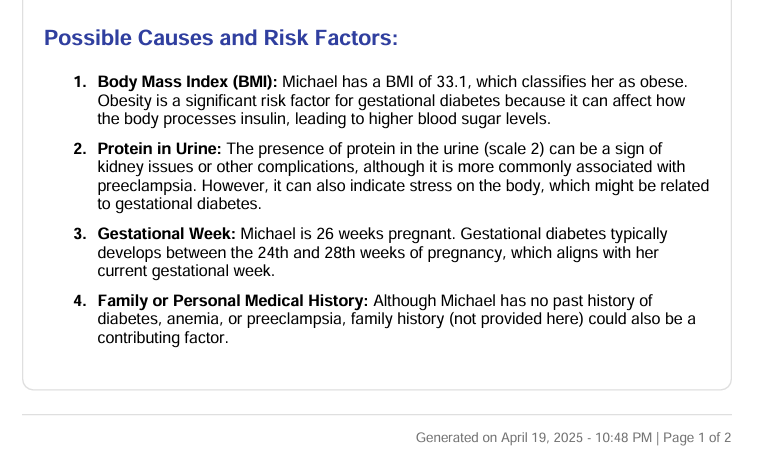 Possible Causes and Risk Factors:
1. Body Mass Index (BMI): Michael has a BMI of 33.1, which classifies her as obese.
Obesity is a significant risk factor for gestational diabetes because it can affect how
the body processes insulin, leading to higher blood sugar levels.
2. Protein in Urine: The presence of protein in the urine (scale 2) can be a sign of
kidney issues or other complications, although it is more commonly associated with
preeclampsia. However, it can also indicate stress on the body, which might be related
to gestational diabetes.
3. Gestational Week: Michael is 26 weeks pregnant. Gestational diabetes typically
develops between the 24th and 28th weeks of pregnancy, which aligns with her
current gestational week.
4. Family or Personal Medical History: Although Michael has no past history of
diabetes, anemia, or preeclampsia, family history (not provided here) could also be a
contributing factor.
Generated on April 19, 2025 - 10:48 PM | Page 1 of 2